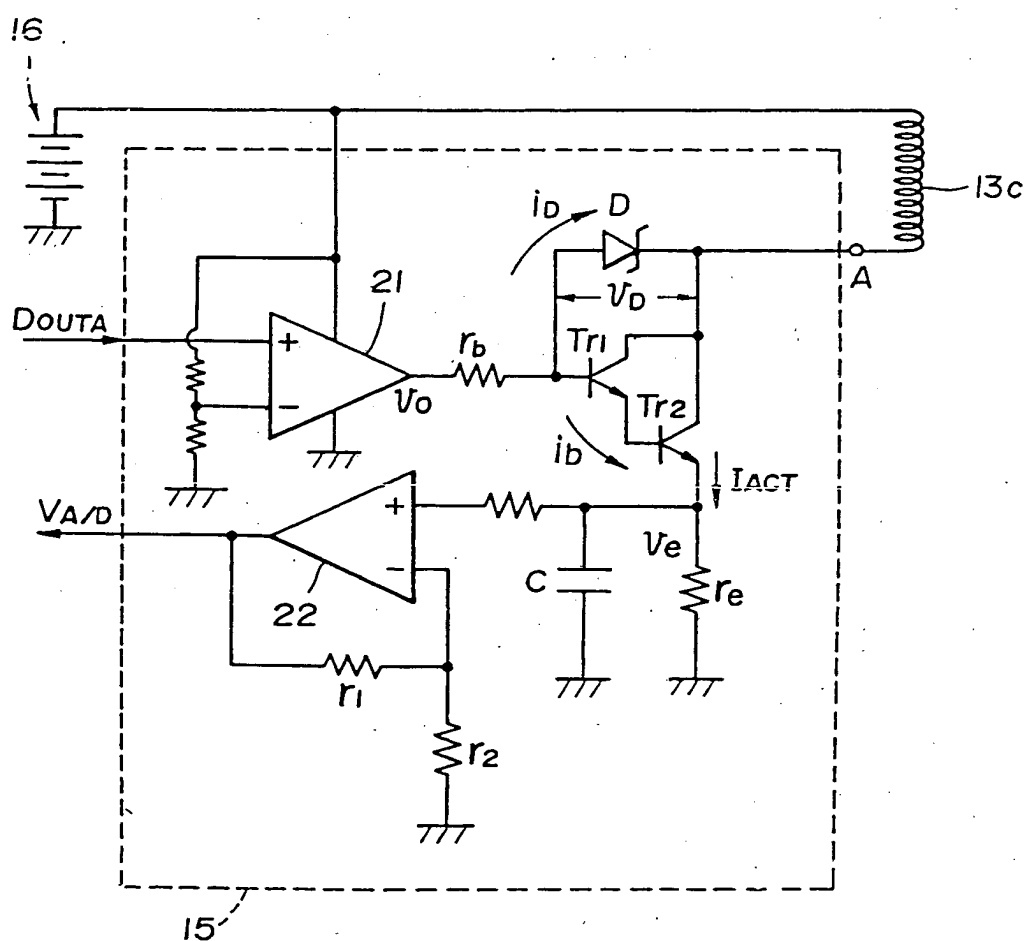 16
13c
iD D
A
21
VD
DOUTA
+
rb
Tr1
−
Vo
Tr2
ib
IACT
VA/D
+
Ve
−
C
re
22
r1
r2
15